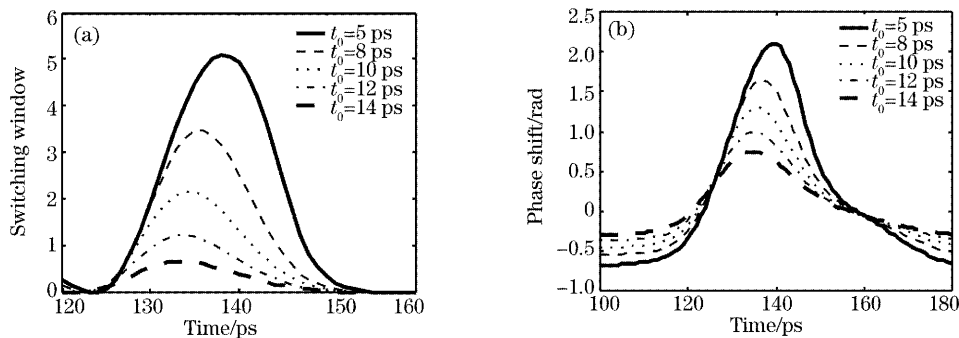 (a)
t0=5 ps
t0=8 ps
t0=10 ps
t0=12 ps
t0=14 ps
Switching window
6
5
4
3
2
1
0
120 130 140 150 160
Time/ps
(b)
t0=5 ps
t0=8 ps
t0=10 ps
t0=12 ps
t0=14 ps
Phase shift/rad
2.5
2.0
1.5
1.0
0.5
0
−0.5
−1.0
100 120 140 160 180
Time/ps